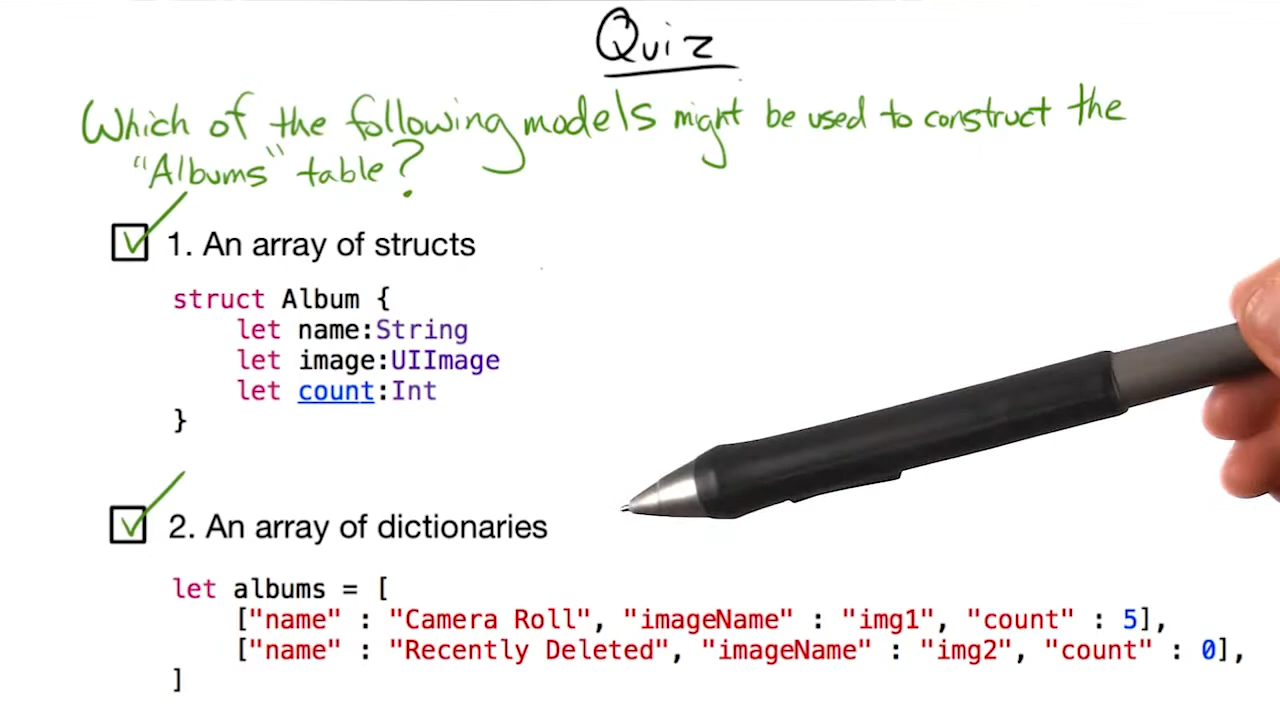 Quiz
Which of the following models might be used to construct the
"Albums" table?
1. An array of structs
struct Album {
let name:String
let image:UIImage
let count:Int
}
2. An array of dictionaries
let albums = [
["name" : "Camera Roll", "imageName" : "img1", "count" : 5],
["name" : "Recently Deleted", "imageName" : "img2", "count" : 0],
]